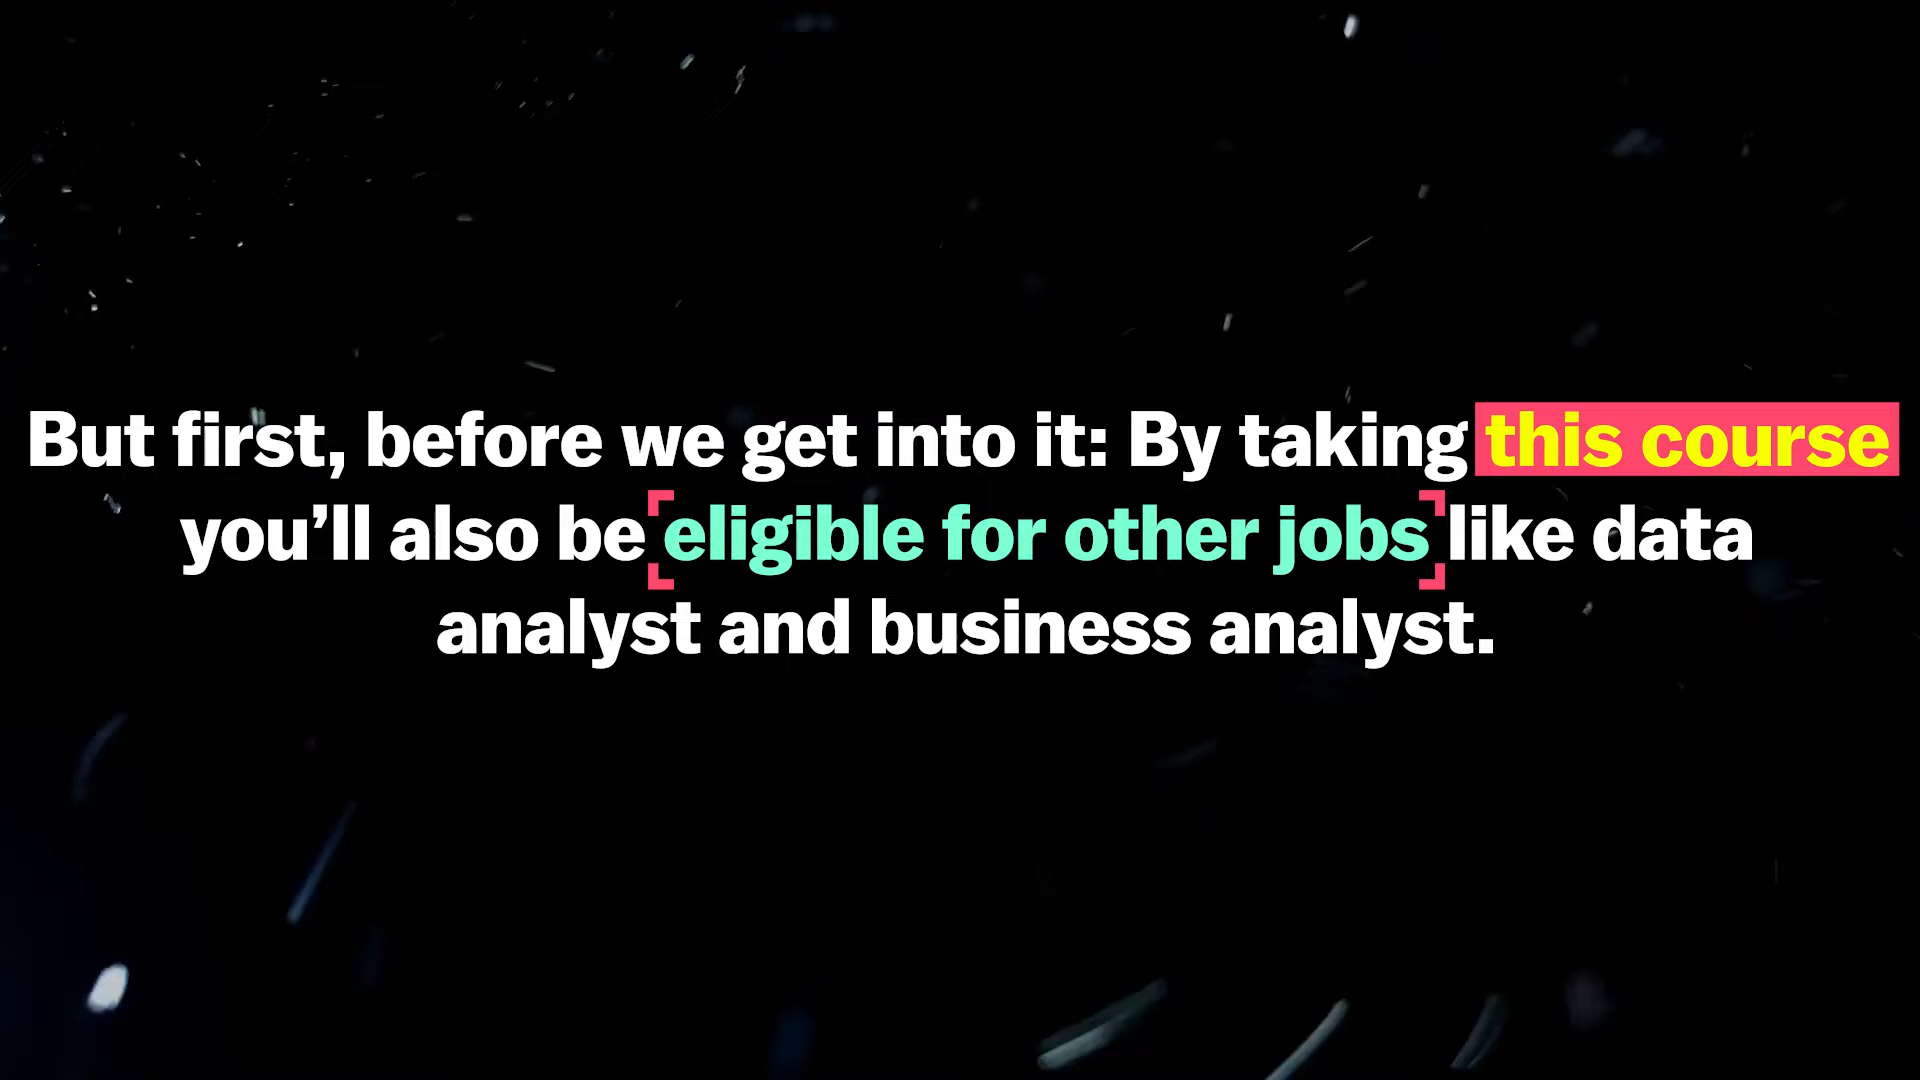 But first, before we get into it: By taking this course
you’ll also be eligible for other jobs like data
analyst and business analyst.